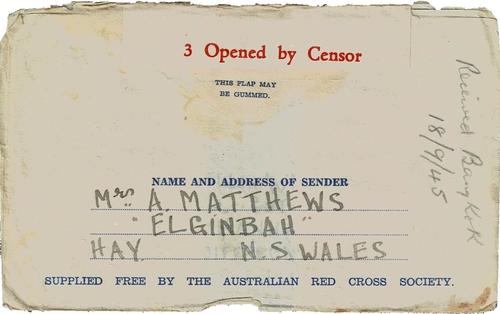 3 Opened by Censor
THIS FLAP MAY
BE GUMMED.
Received Bangkok
18/9/45
NAME AND ADDRESS OF SENDER
Mrs A. MATTHEWS
"ELGINBAH"
HAY. N.S WALES
SUPPLIED FREE BY THE AUSTRALIAN RED CROSS SOCIETY.